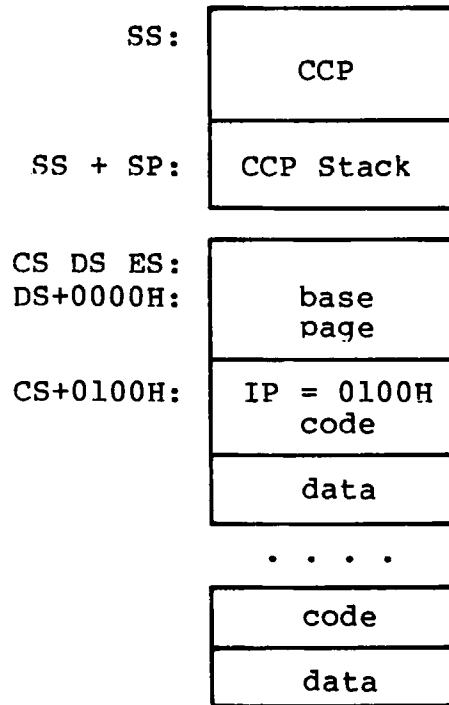 SS:
CCP
SS + SP: CCP Stack
CS DS ES:
DS+0000H: base
page
CS+0100H: IP = 0100H
code
data
. . . .
code
data